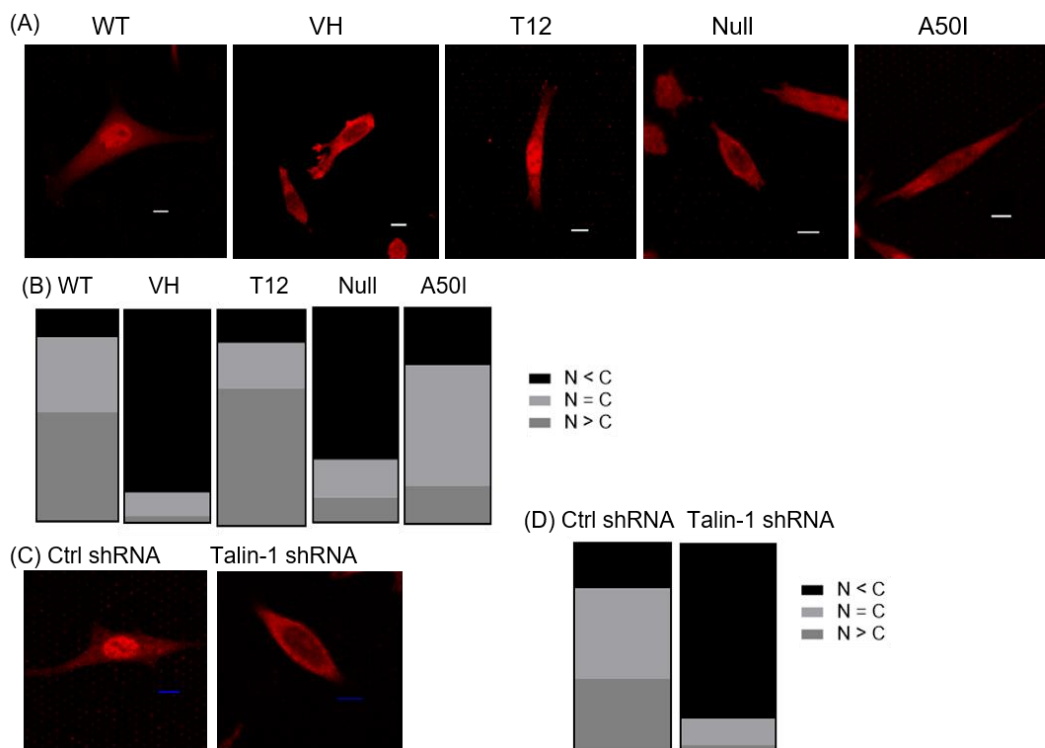 (A) WT VH T12 Null A50I
(B) WT VH T12 Null A50I
N < C
N = C
N > C
(C) Ctrl shRNA Talin-1 shRNA
(D) Ctrl shRNA Talin-1 shRNA
N < C
N = C
N > C